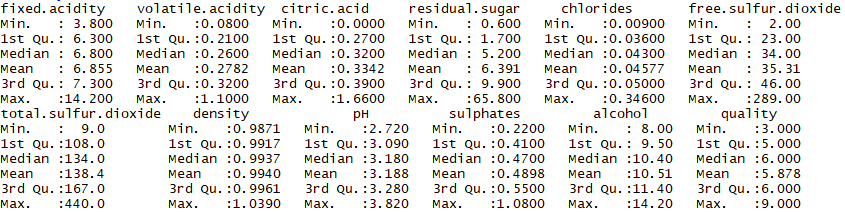 fixed.acidity    volatile.acidity  citric.acid     residual.sugar     chlorides       free.sulfur.dioxide
Min.   : 3.800   Min.   :0.0800   Min.   :0.0000   Min.   : 0.600   Min.   :0.00900   Min.   :  2.00
1st Qu.: 6.300   1st Qu.:0.2100   1st Qu.:0.2700   1st Qu.: 1.700   1st Qu.:0.03600   1st Qu.: 23.00
Median : 6.800   Median :0.2600   Median :0.3200   Median : 5.200   Median :0.04300   Median : 34.00
Mean   : 6.855   Mean   :0.2782   Mean   :0.3342   Mean   : 6.391   Mean   :0.04577   Mean   : 35.31
3rd Qu.: 7.300   3rd Qu.:0.3200   3rd Qu.:0.3900   3rd Qu.: 9.900   3rd Qu.:0.05000   3rd Qu.: 46.00
Max.   :14.200   Max.   :1.1000   Max.   :1.6600   Max.   :65.800   Max.   :0.34600   Max.   :289.00
total.sulfur.dioxide    density             pH          sulphates         alcohol         quality
Min.   :  9.0        Min.   :0.9871   Min.   :2.720   Min.   :0.2200   Min.   : 8.00   Min.   :3.000
1st Qu.:108.0        1st Qu.:0.9917   1st Qu.:3.090   1st Qu.:0.4100   1st Qu.: 9.50   1st Qu.:5.000
Median :134.0        Median :0.9937   Median :3.180   Median :0.4700   Median :10.40   Median :6.000
Mean   :138.4        Mean   :0.9940   Mean   :3.188   Mean   :0.4898   Mean   :10.51   Mean   :5.878
3rd Qu.:167.0        3rd Qu.:0.9961   3rd Qu.:3.280   3rd Qu.:0.5500   3rd Qu.:11.40   3rd Qu.:6.000
Max.   :440.0        Max.   :1.0390   Max.   :3.820   Max.   :1.0800   Max.   :14.20   Max.   :9.000